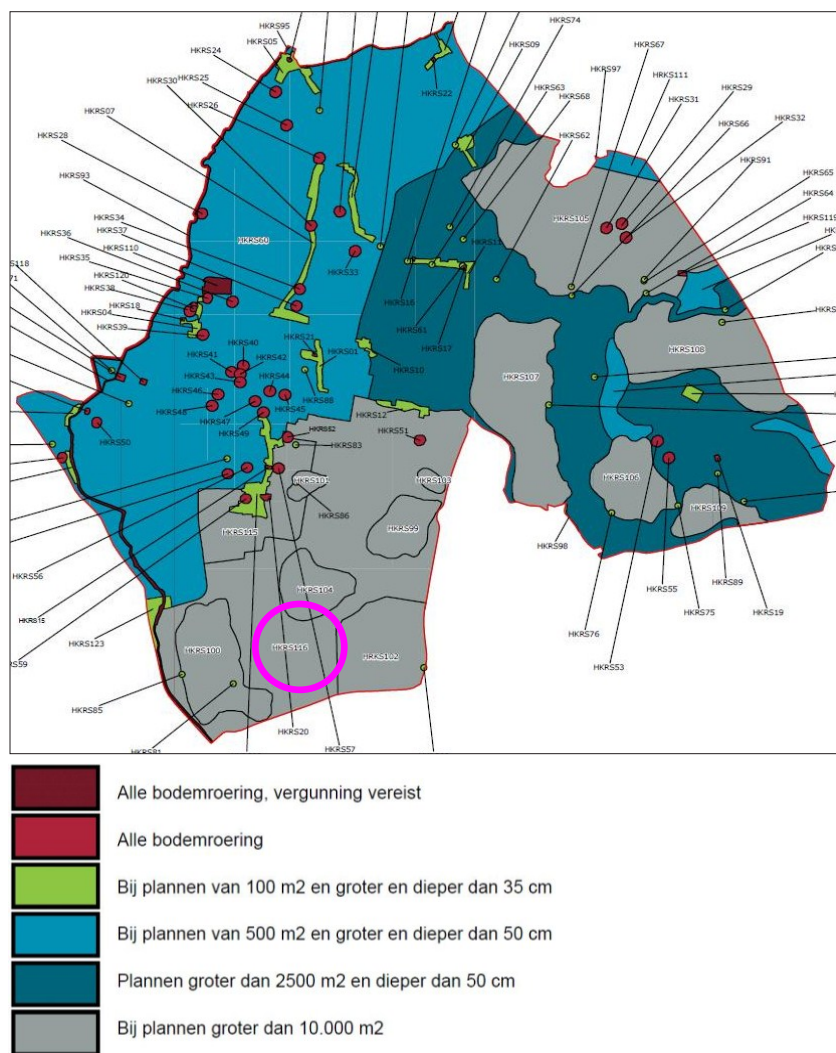 HKRS95
HKRS24
HKRS05
HKRS74
HKRS67
HKRS25
HKRS09
HKRS97
HRKS111
HKRS30
HKRS22
HKRS63
HKRS31
HKRS29
HKRS26
HKRS68
HKRS66
HKRS07
HKRS62
HKRS32
HKRS28
HKRS91
HKRS93
HKRS65
HKRS64
HKRS34
HKRS105
HKRS119
HKRS36
HKRS37
HKRS60
HKRS110
HKRS33
HKRS35
HKRS120
HKRS38
HKRS16
HKRS18
HKRS61
HKRS04
HKRS17
HKRS39
HKRS21
HKRS40
HKRS01
HKRS108
HKRS41
HKRS42
HKRS10
HKRS43
HKRS107
HKRS44
HKRS46
HKRS88
HKRS48
HKRS45
HKRS12
HKRS47
HKRS49
HKRS50
HKRS51
HKRS83
HKRS101
HKRS103
HKRS106
HKRS86
HKRS99
HKRS115
HKRS98
HKRS56
HKRS89
HKRS104
HKRS55
HKRS75
HKRS19
HKRS76
HKRS123
HKRS100
HKRS116
HRKS102
HKRS53
HKRS85
HKRS20
HKRS57
Alle bodemroering, vergunning vereist
Alle bodemroering
Bij plannen van 100 m2 en groter en dieper dan 35 cm
Bij plannen van 500 m2 en groter en dieper dan 50 cm
Plannen groter dan 2500 m2 en dieper dan 50 cm
Bij plannen groter dan 10.000 m2